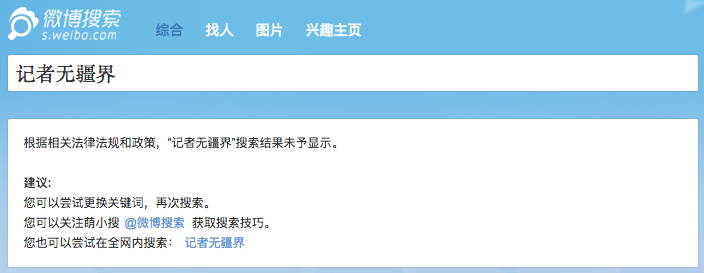 微博搜索
s.weibo.com
综合 找人 图片 兴趣主页
记者无疆界
根据相关法律法规和政策，“记者无疆界”搜索结果未予显示。
建议：
您可以尝试更换关键词，再次搜索。
您可以关注萌小搜 @微博搜索 获取搜索技巧。
您也可以尝试在全网内搜索： 记者无疆界